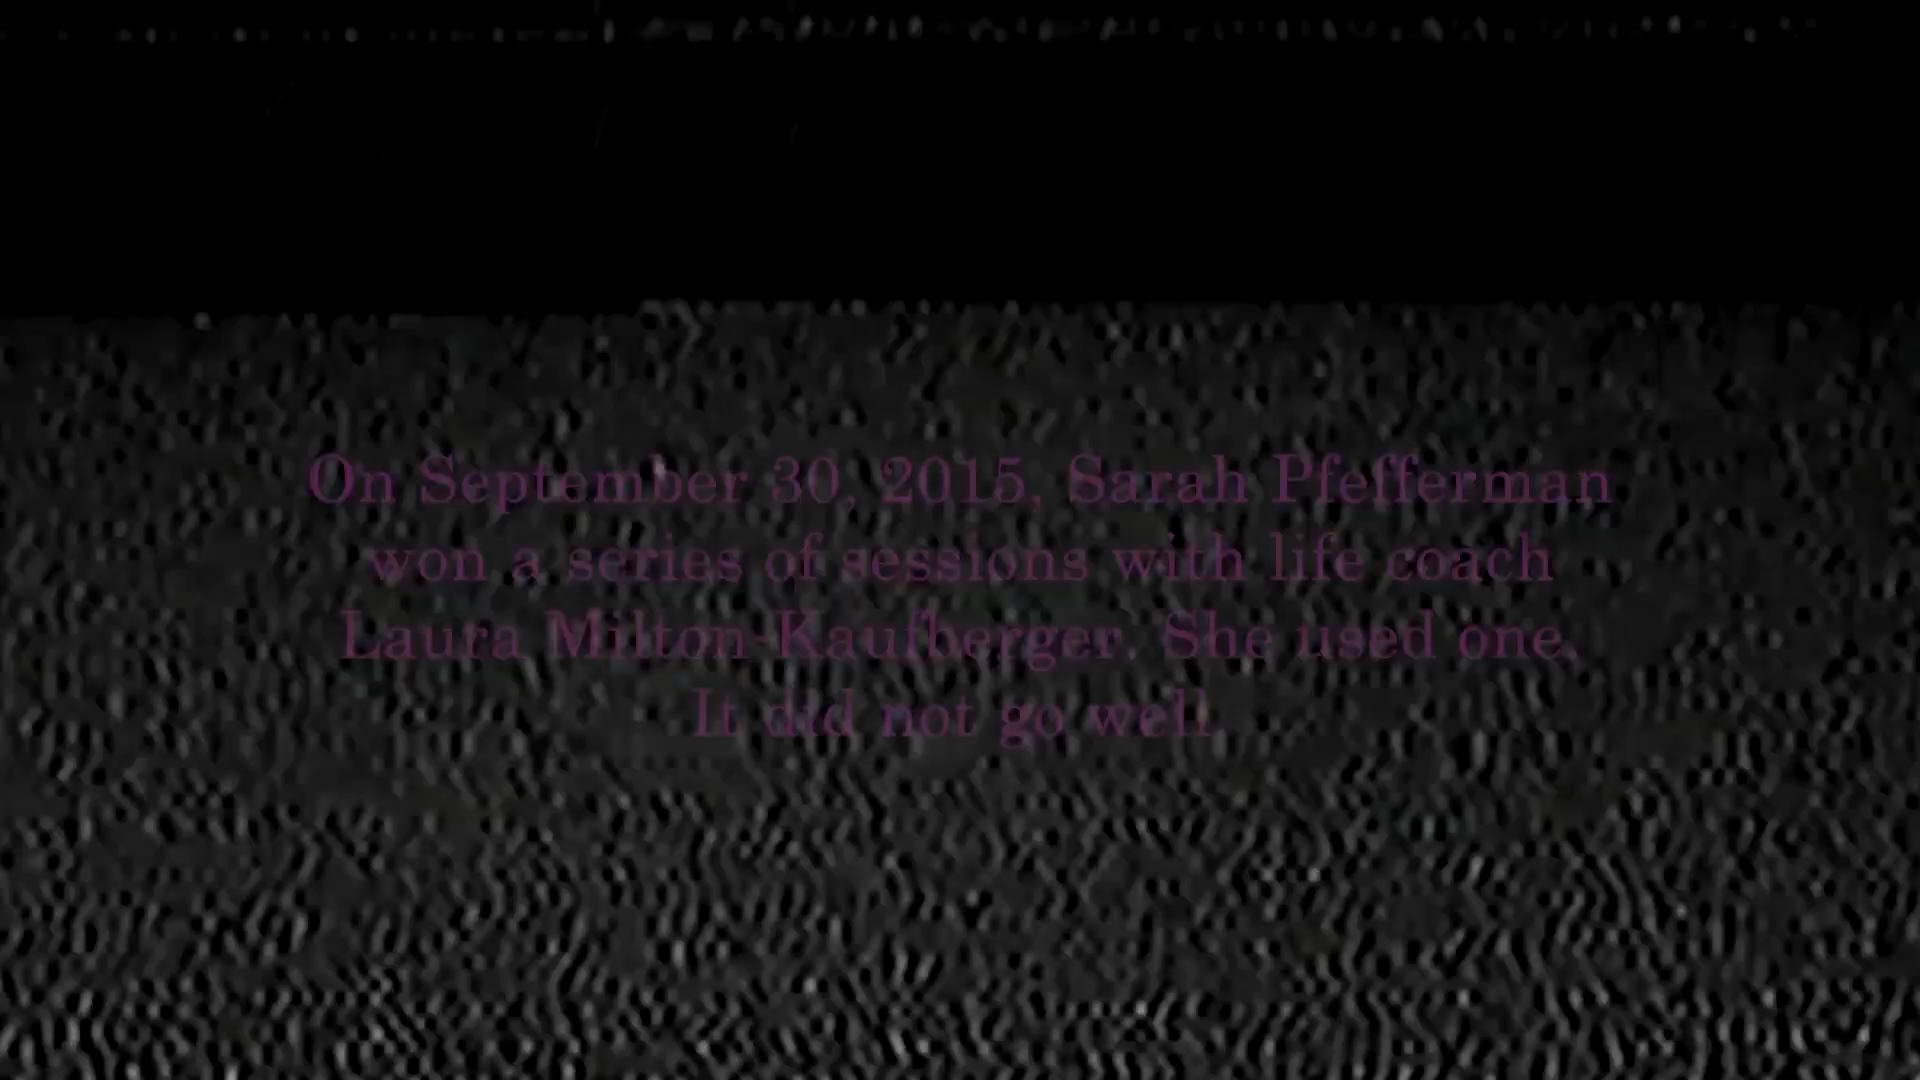 On September 30, 2015, Sarah Pfefferman
won a series of sessions with life coach
Laura Milton-Kaufberger. She used one.
It did not go well.